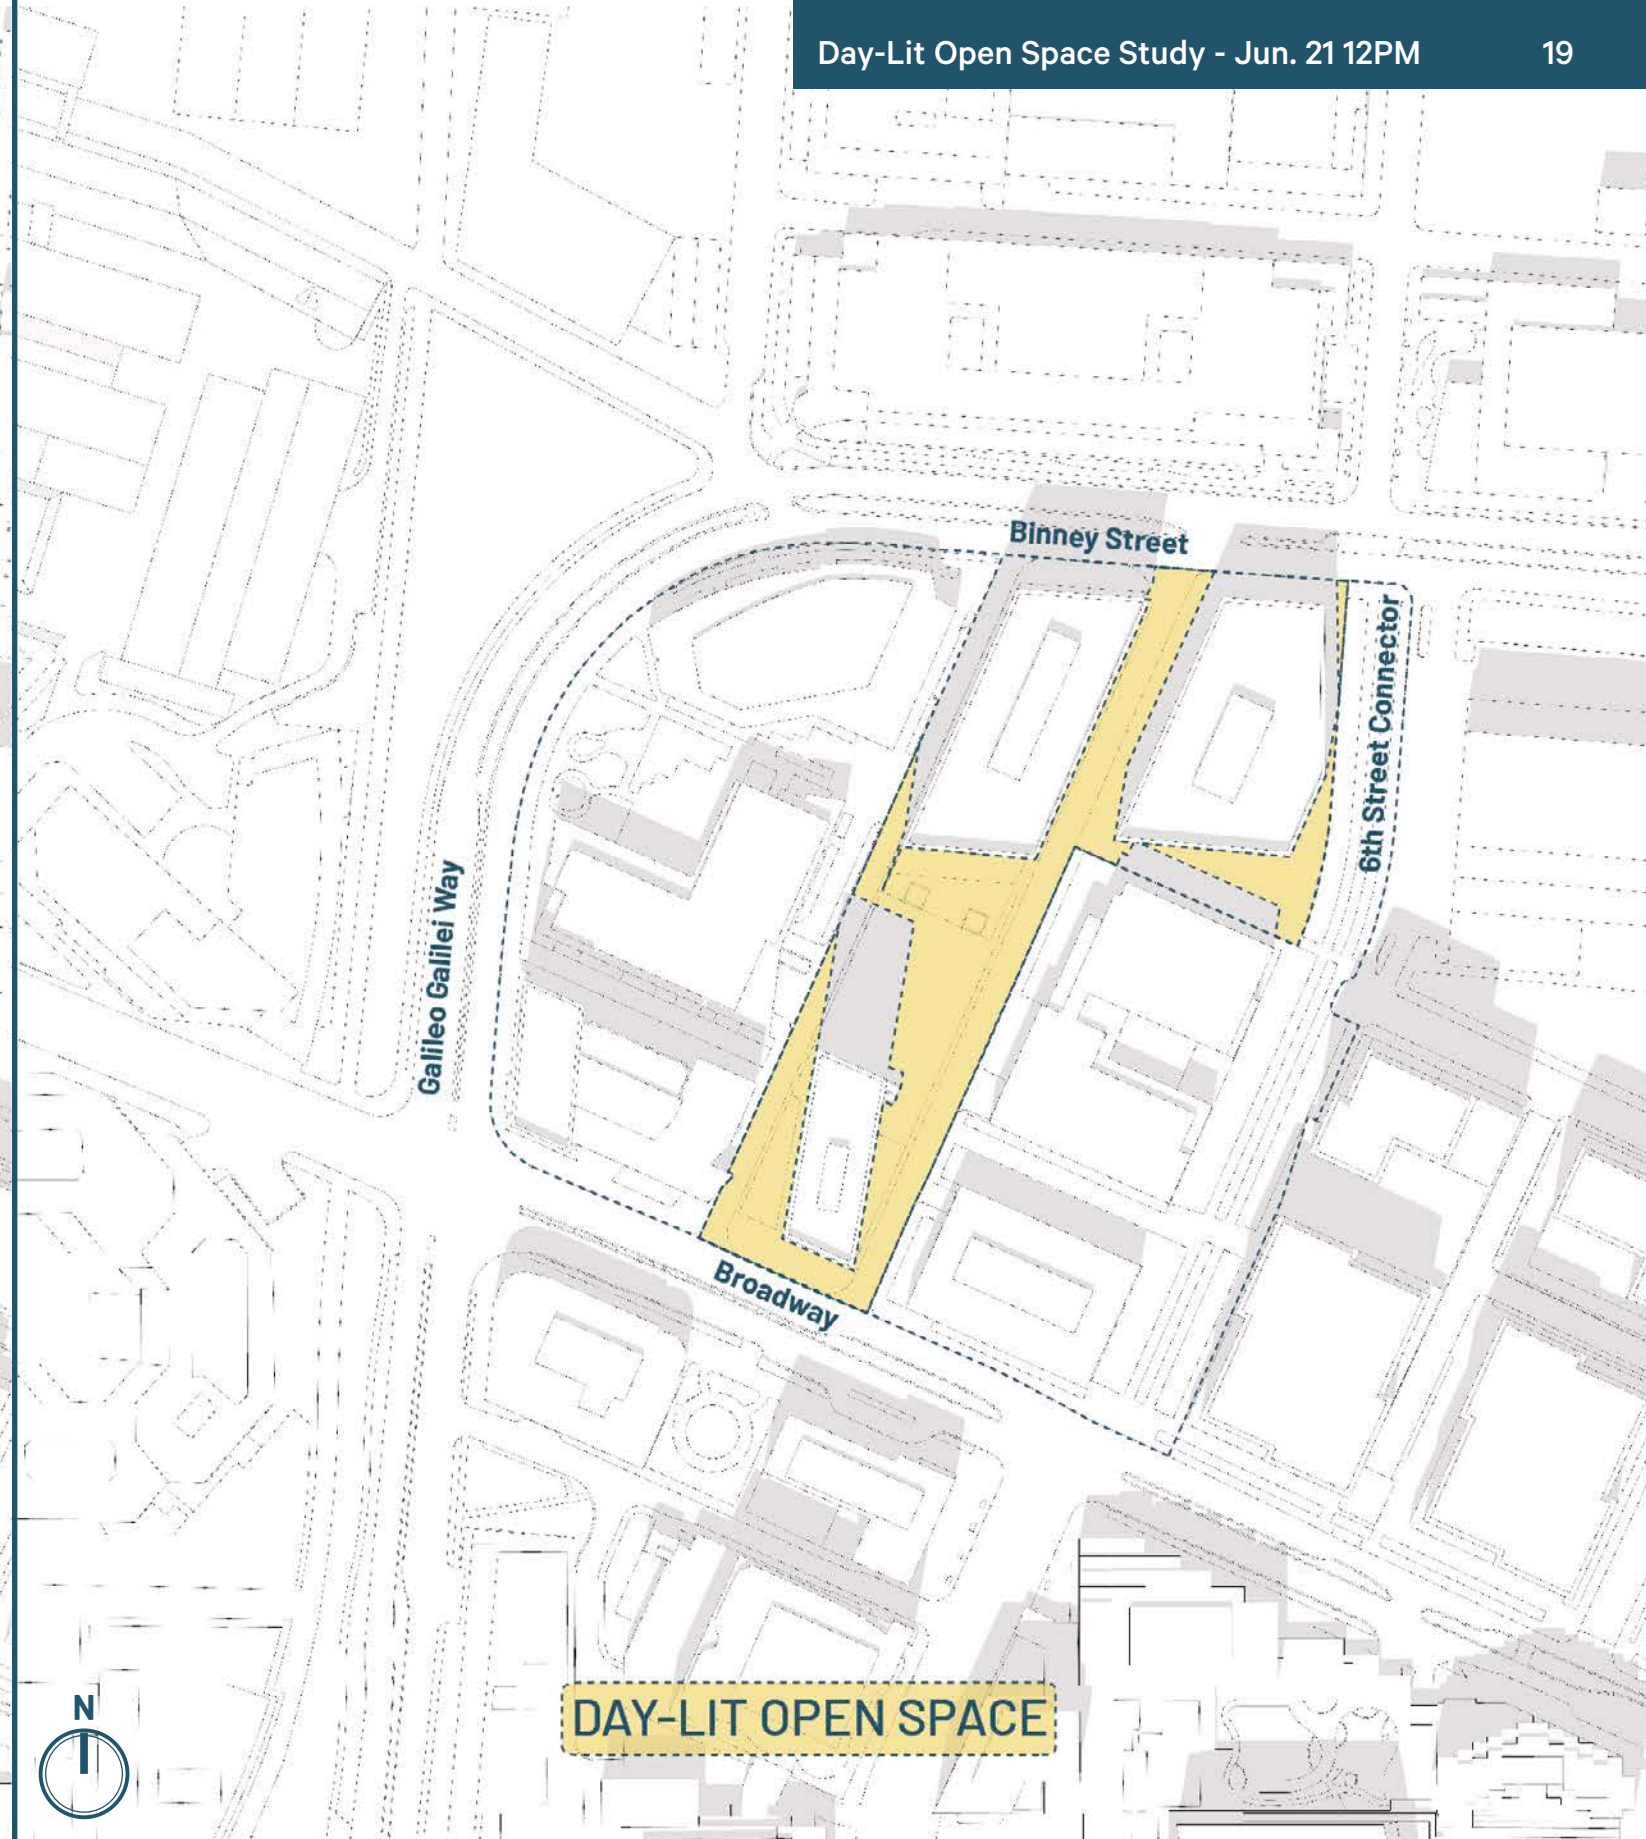 Day-Lit Open Space Study - Jun. 21 12PM
19
Binney Street
6th Street Connector
Galileo Galilei Way
Broadway
DAY-LIT OPEN SPACE
N